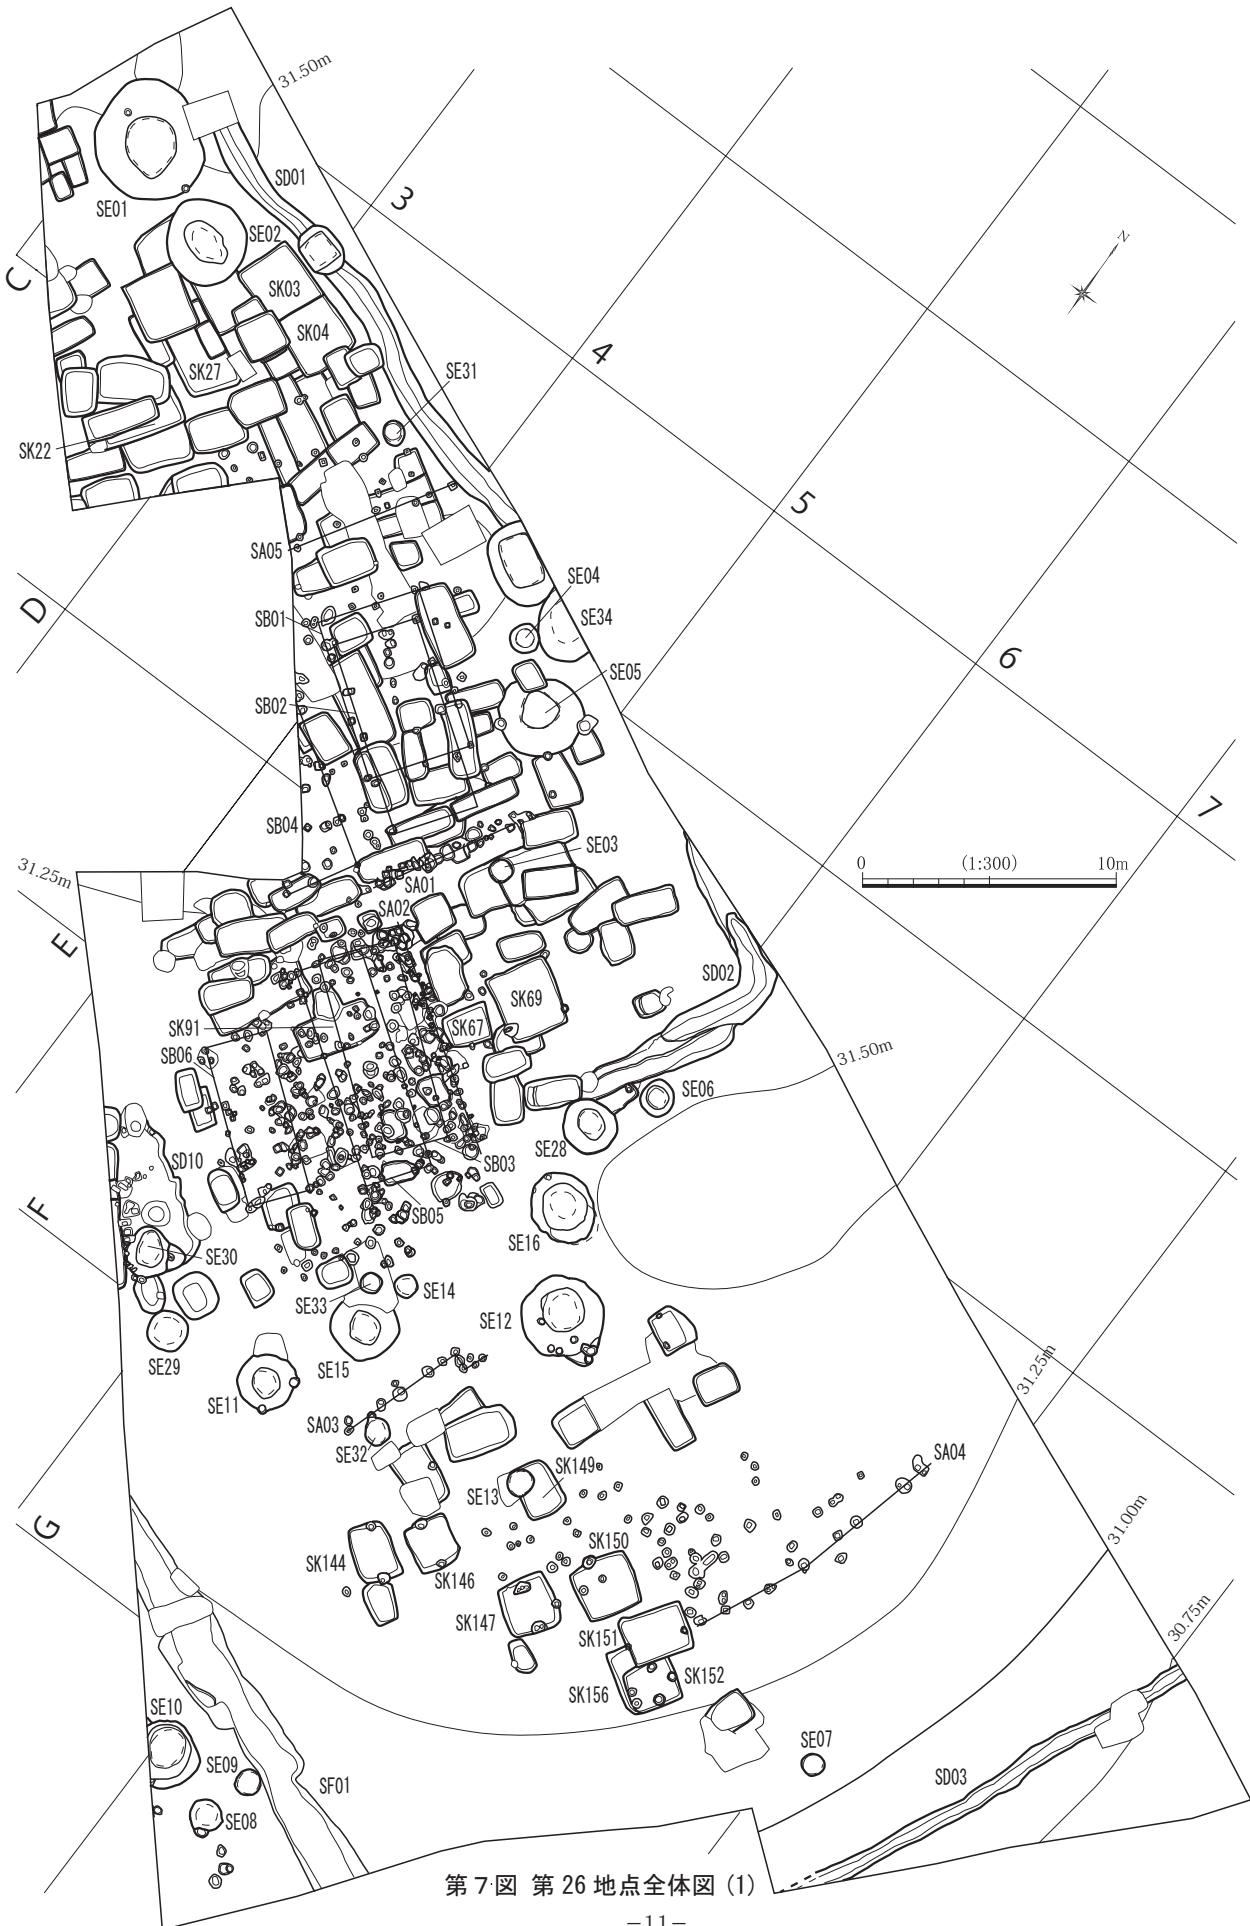 31.50m
SD01
3
SE01
SE02
C
SK03
SK04
4
SK27
SE31
SK22
5
SA05
SE04
D
SB01
SE34
6
SE05
SB02
7
N
SB04
SE03
0 (1:300) 10m
31.25m
SA01
SA02
E
SD02
SK69
SK91
SK67
SB06
31.50m
SE06
SE28
SD10
SB03
F
SB05
SE16
SE30
SE14
SE33
SE12
SE29
SE15
31.25m
SE11
SA03
SE32
SA04
SK149
SE13
G
31.00m
SK150
SK144
SK146
SK147
30.75m
SK151
SK152
SK156
SE10
SE07
SE09
SD03
SF01
SE08
第7図 第26地点全体図(1)
−11−